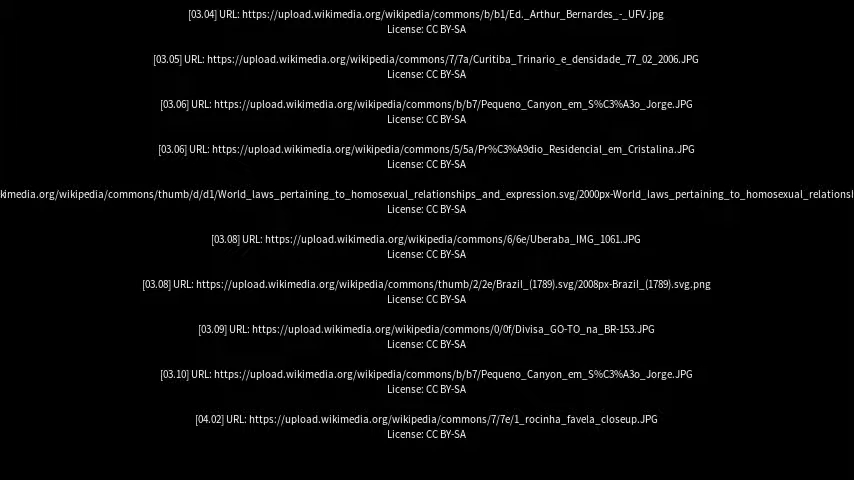 [03.04] URL: https://upload.wikimedia.org/wikipedia/commons/b/b1/Ed._Arthur_Bernardes_-_UFV.jpg
License: CC BY-SA
[03.05] URL: https://upload.wikimedia.org/wikipedia/commons/7/7a/Curitiba_Trinario_e_densidade_77_02_2006.JPG
License: CC BY-SA
[03.06] URL: https://upload.wikimedia.org/wikipedia/commons/b/b7/Pequeno_Canyon_em_S%C3%A3o_Jorge.JPG
License: CC BY-SA
[03.06] URL: https://upload.wikimedia.org/wikipedia/commons/5/5a/Pr%C3%A9dio_Residencial_em_Cristalina.JPG
License: CC BY-SA
kimedia.org/wikipedia/commons/thumb/d/d1/World_laws_pertaining_to_homosexual_relationships_and_expression.svg/2000px-World_laws_pertaining_to_homosexual_relations
License: CC BY-SA
[03.08] URL: https://upload.wikimedia.org/wikipedia/commons/6/6e/Uberaba_IMG_1061.JPG
License: CC BY-SA
[03.08] URL: https://upload.wikimedia.org/wikipedia/commons/thumb/2/2e/Brazil_(1789).svg/2008px-Brazil_(1789).svg.png
License: CC BY-SA
[03.09] URL: https://upload.wikimedia.org/wikipedia/commons/0/0f/Divisa_GO-TO_na_BR-153.JPG
License: CC BY-SA
[03.10] URL: https://upload.wikimedia.org/wikipedia/commons/b/b7/Pequeno_Canyon_em_S%C3%A3o_Jorge.JPG
License: CC BY-SA
[04.02] URL: https://upload.wikimedia.org/wikipedia/commons/7/7e/1_rocinha_favela_closeup.JPG
License: CC BY-SA